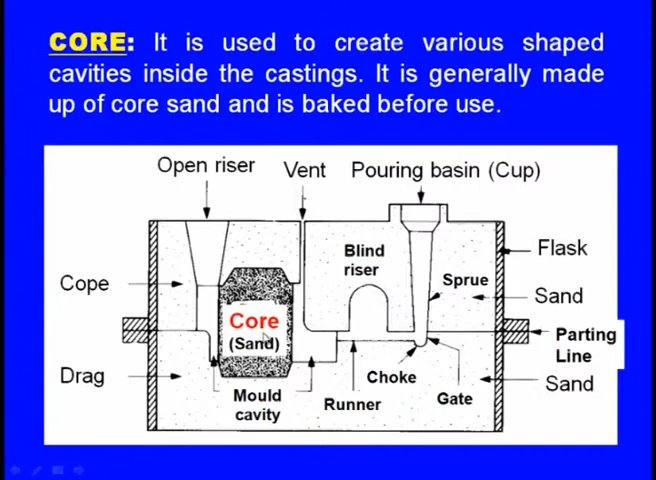 CORE: It is used to create various shaped
cavities inside the castings. It is generally made
up of core sand and is baked before use.
Open riser
Vent
Pouring basin (Cup)
Blind
riser
Flask
Cope
Sprue
Sand
Core
(Sand)
Parting
Line
Drag
Choke
Sand
Mould
cavity
Runner
Gate